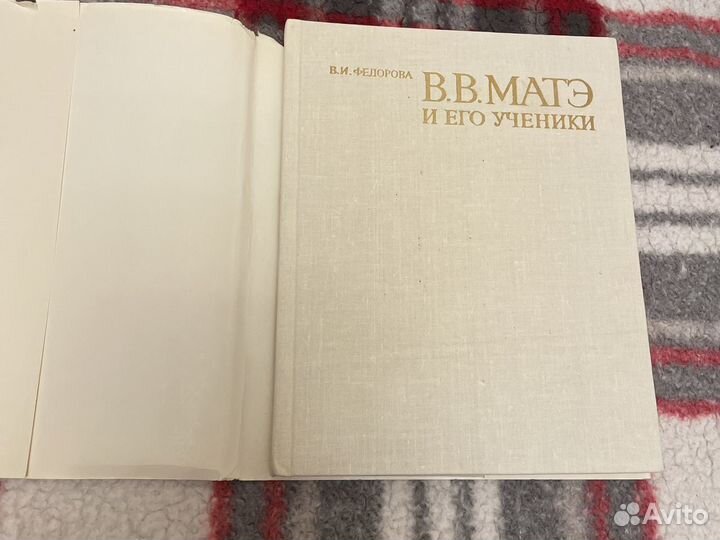 В.И. ФЕДОРОВА
В.В. МАТЭ
И ЕГО УЧЕНИКИ
Avito